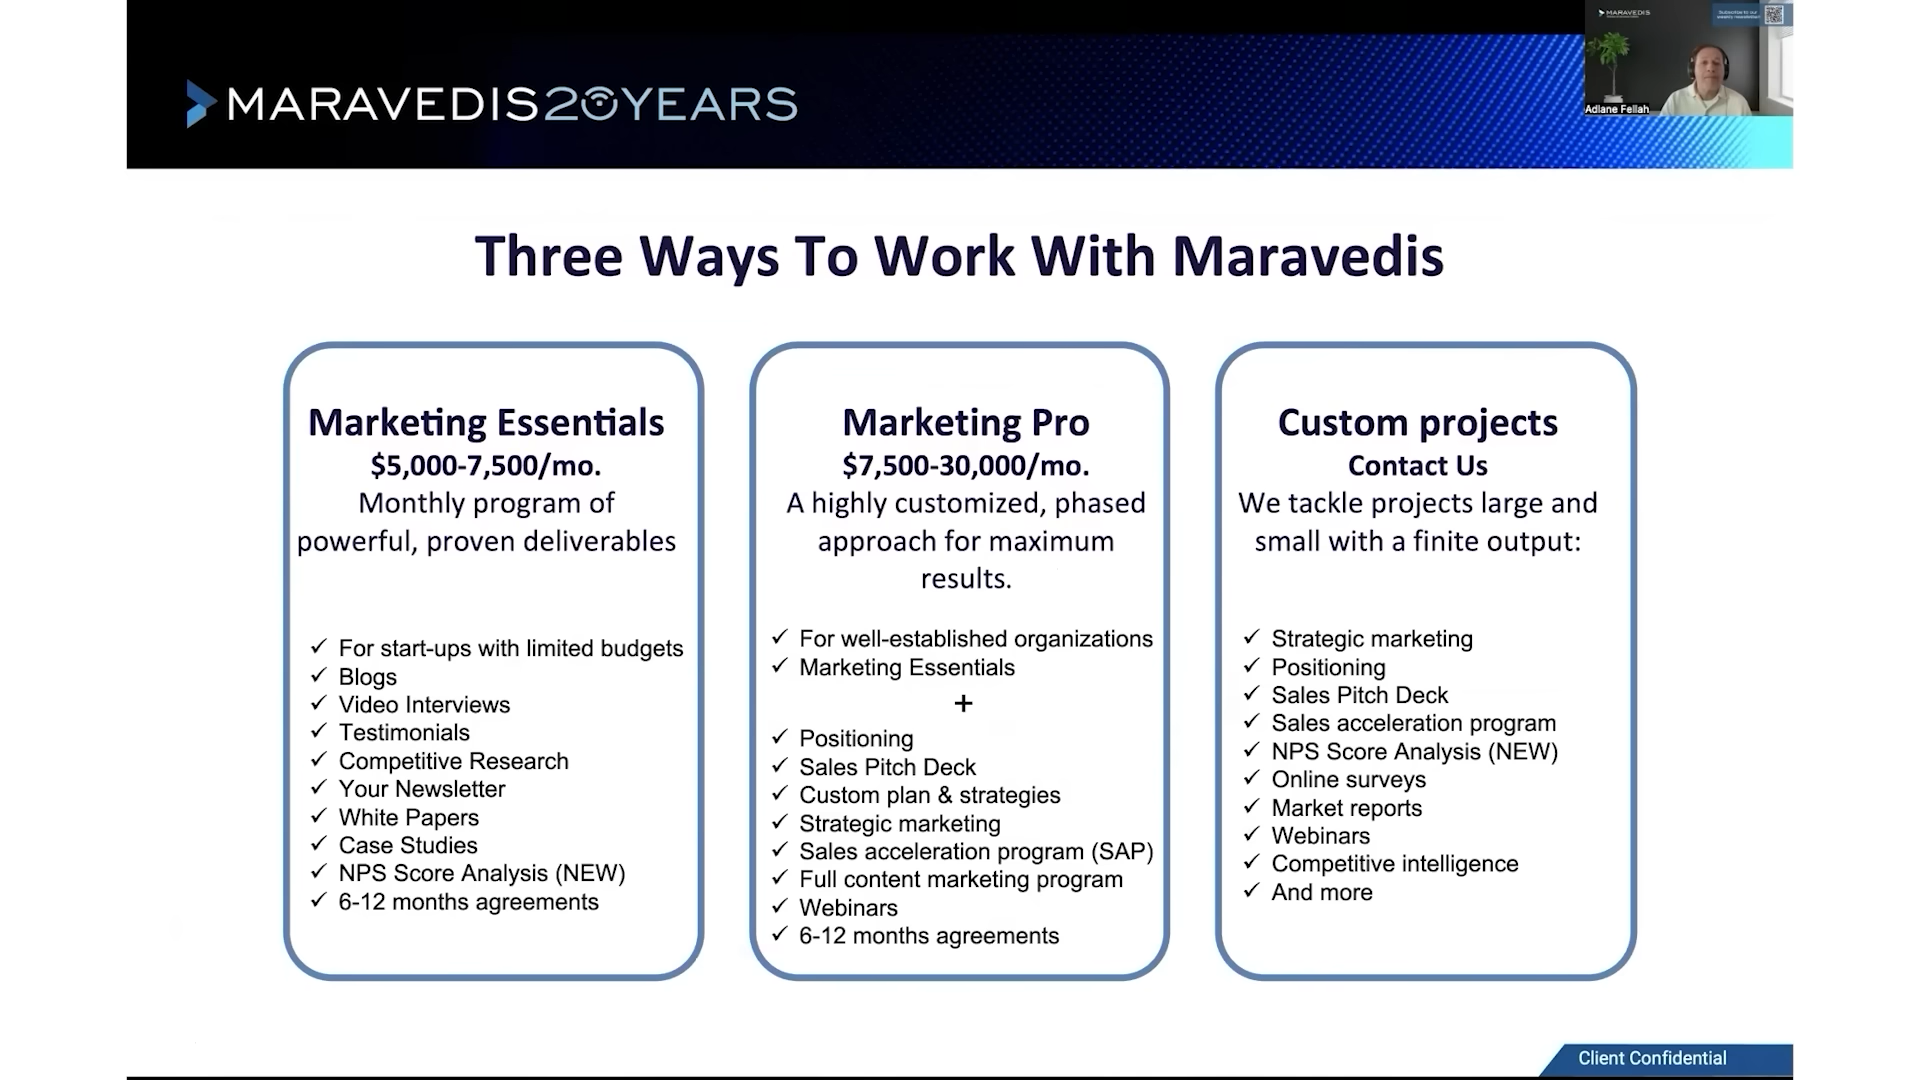 MARAVEDIS20YEARS
MARAVEDIS
Subscribe to our
weekly newsletter
Adlane Fellah
Three Ways To Work With Maravedis
Marketing Essentials
$5,000-7,500/mo.
Monthly program of
powerful, proven deliverables
✓ For start-ups with limited budgets
✓ Blogs
✓ Video Interviews
✓ Testimonials
✓ Competitive Research
✓ Your Newsletter
✓ White Papers
✓ Case Studies
✓ NPS Score Analysis (NEW)
✓ 6-12 months agreements
Marketing Pro
$7,500-30,000/mo.
A highly customized, phased
approach for maximum
results.
✓ For well-established organizations
✓ Marketing Essentials
+
✓ Positioning
✓ Sales Pitch Deck
✓ Custom plan & strategies
✓ Strategic marketing
✓ Sales acceleration program (SAP)
✓ Full content marketing program
✓ Webinars
✓ 6-12 months agreements
Custom projects
Contact Us
We tackle projects large and
small with a finite output:
✓ Strategic marketing
✓ Positioning
✓ Sales Pitch Deck
✓ Sales acceleration program
✓ NPS Score Analysis (NEW)
✓ Online surveys
✓ Market reports
✓ Webinars
✓ Competitive intelligence
✓ And more
Client Confidential